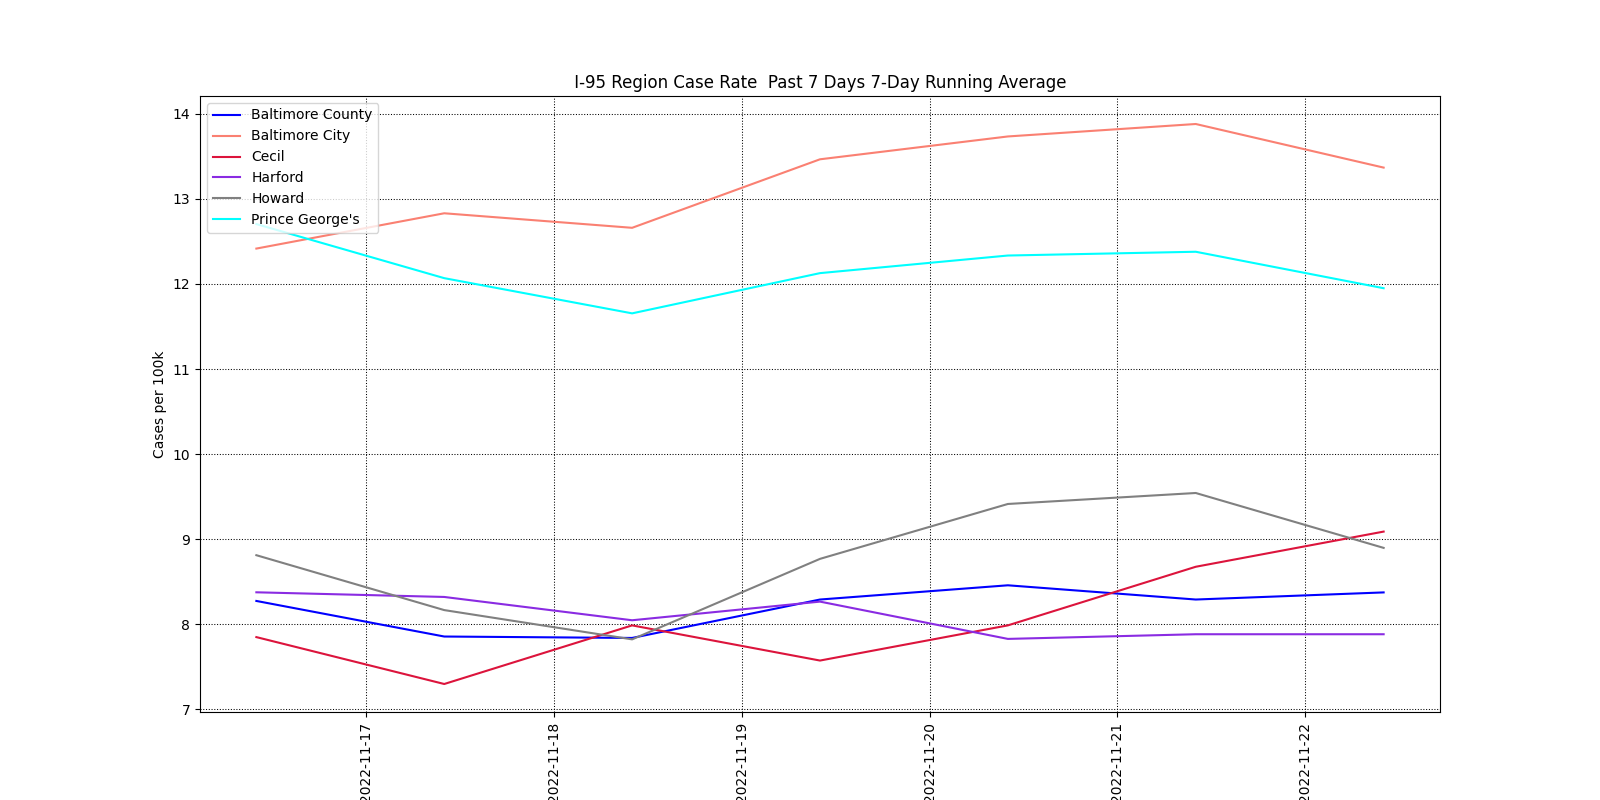 I-95 Region Case Rate  Past 7 Days 7-Day Running Average
Baltimore County
Baltimore City
Cecil
Harford
Howard
Prince George's
Cases per 100k
14
13
12
11
10
9
8
7
2022-11-17
2022-11-18
2022-11-19
2022-11-20
2022-11-21
2022-11-22